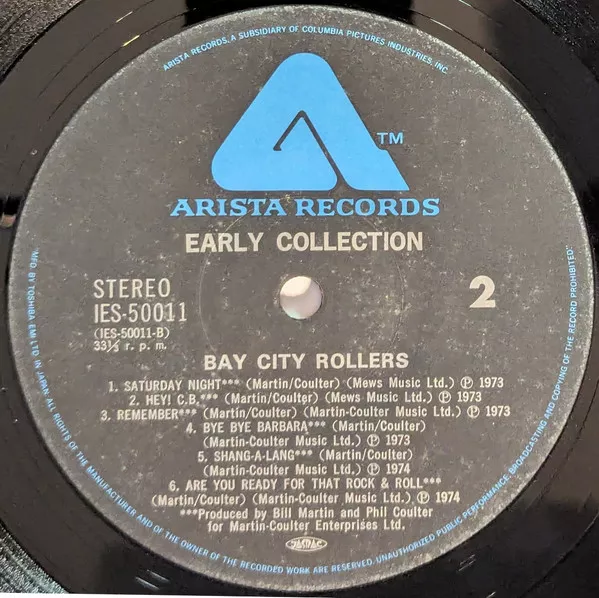 ARISTA RECORDS, A SUBSIDIARY OF COLUMBIA PICTURES INDUSTRIES, INC.
TM
ARISTA RECORDS
EARLY COLLECTION
STEREO
IES-50011
(IES-50011-B)
33⅓ r. p. m.
2
BAY CITY ROLLERS
1. SATURDAY NIGHT*** (Martin/Coulter) (Mews Music Ltd.) Ⓟ 1973
2. HEY! C.B.*** (Martin/Coulter) (Mews Music Ltd.) Ⓟ 1973
3. REMEMBER*** (Martin/Coulter) (Martin-Coulter Music Ltd.) Ⓟ 1973
4. BYE BYE BARBARA*** (Martin/Coulter)
(Martin-Coulter Music Ltd.) Ⓟ 1973
5. SHANG-A-LANG*** (Martin/Coulter)
(Martin-Coulter Music Ltd.) Ⓟ 1974
6. ARE YOU READY FOR THAT ROCK & ROLL***
(Martin/Coulter) (Martin-Coulter Music Ltd.) Ⓟ 1974
***Produced by Bill Martin and Phil Coulter
for Martin-Coulter Enterprises Ltd.
JASRAC
MFD. BY TOSHIBA EMI LTD IN JAPAN. ALL RIGHTS OF THE MANUFACTURER AND OF THE OWNER OF THE RECORDED WORK ARE RESERVED. UNAUTHORIZED PUBLIC PERFORMANCE, BROADCASTING AND COPYING OF THE RECORD PROHIBITED.